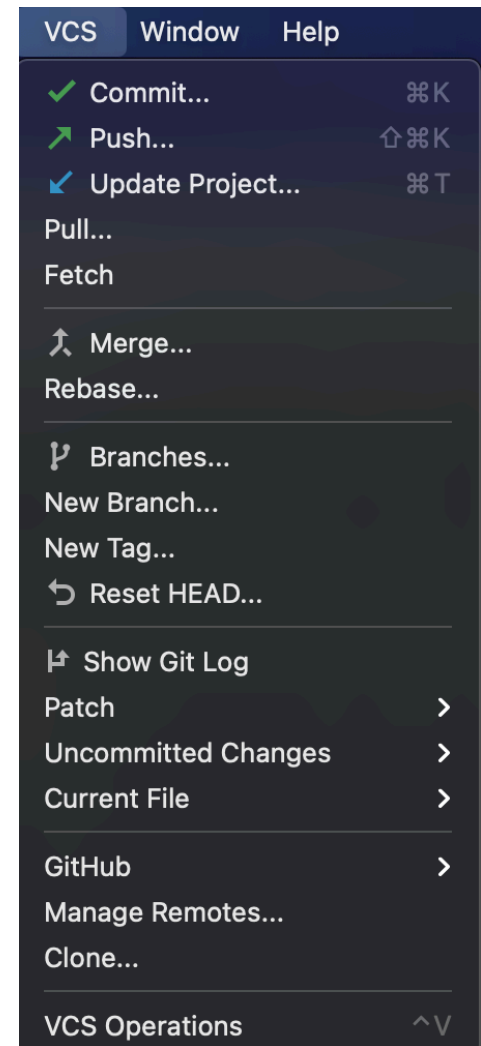 VCS Window Help
Commit... ⌘K
Push... ⇧⌘K
Update Project... ⌘T
Pull...
Fetch
Merge...
Rebase...
Branches...
New Branch...
New Tag...
Reset HEAD...
Show Git Log
Patch
Uncommitted Changes
Current File
GitHub
Manage Remotes...
Clone...
VCS Operations ^V